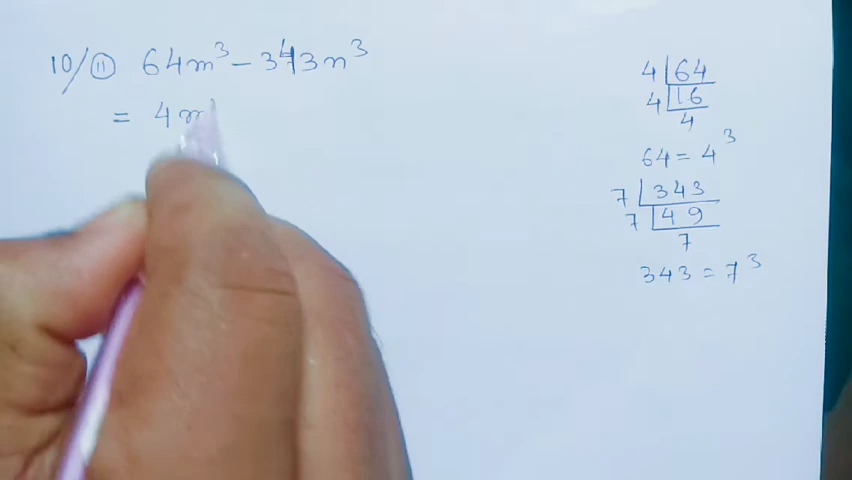 10/⑪ 64m³ - 343n³
= 4m
4 | 64
4 | 16
4
64 = 4³
7 | 343
7 | 49
7
343 = 7³